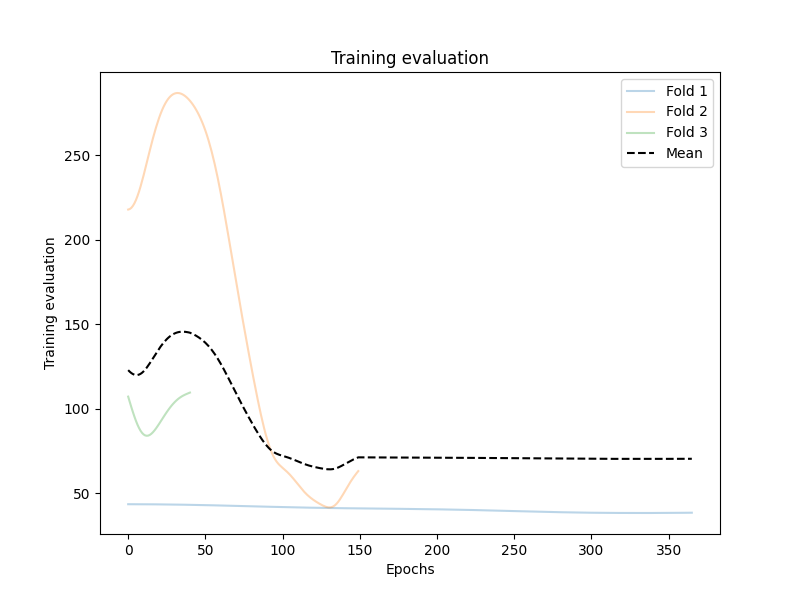 Training evaluation
Fold 1
Fold 2
Fold 3
Mean
Training evaluation
250
200
150
100
50
0 50 100 150 200 250 300 350
Epochs